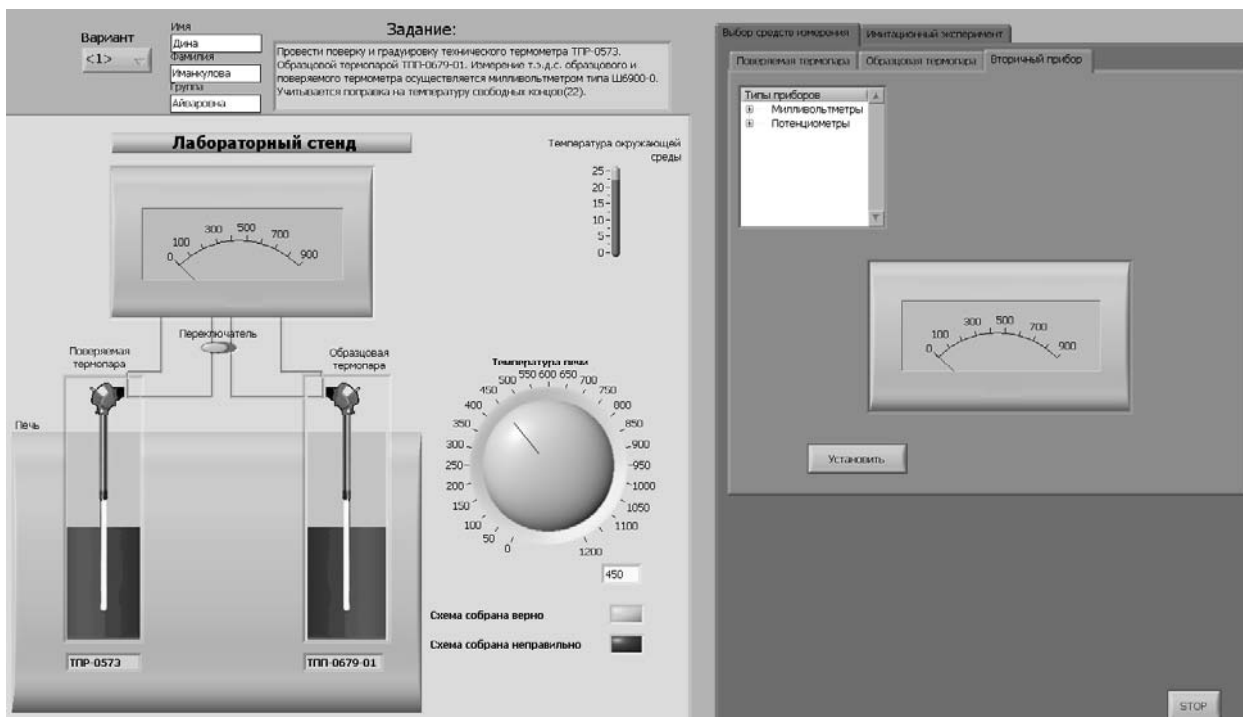 Вариант
<1>
Имя
Дина
Фамилия
Иманкулова
Группа
Айваровна
Задание:
Провести поверку и градуировку технического термометра ТПР-0573.
Образцовой термопарой ТПП-0679-01. Измерение т.э.д.с. образцового и
поверяемого термометра осуществляется милливольтметром типа Ш6900-0.
Учитывается поправка на температуру свободных концов(22).
Лабораторный стенд
0 100 300 500 700 900
Температура окружающей
среды
25
20
15
10
5
0
Переключатель
Поверяемая
термопара
Образцовая
термопара
Печь
ТПР-0573
ТПП-0679-01
Температура печи
0 50 100 150 200 250 300 350 400 450 500 550 600 650 700 750 800 850 900 950 1000 1050 1100 1200
450
Схема собрана верно
Схема собрана неправильно
Выбор средств измерения
Имитационный эксперимент
Поверяемая термопара
Образцовая термопара
Вторичный прибор
Типы приборов
Милливольтметры
Потенциометры
0 100 300 500 700 900
Установить
STOP